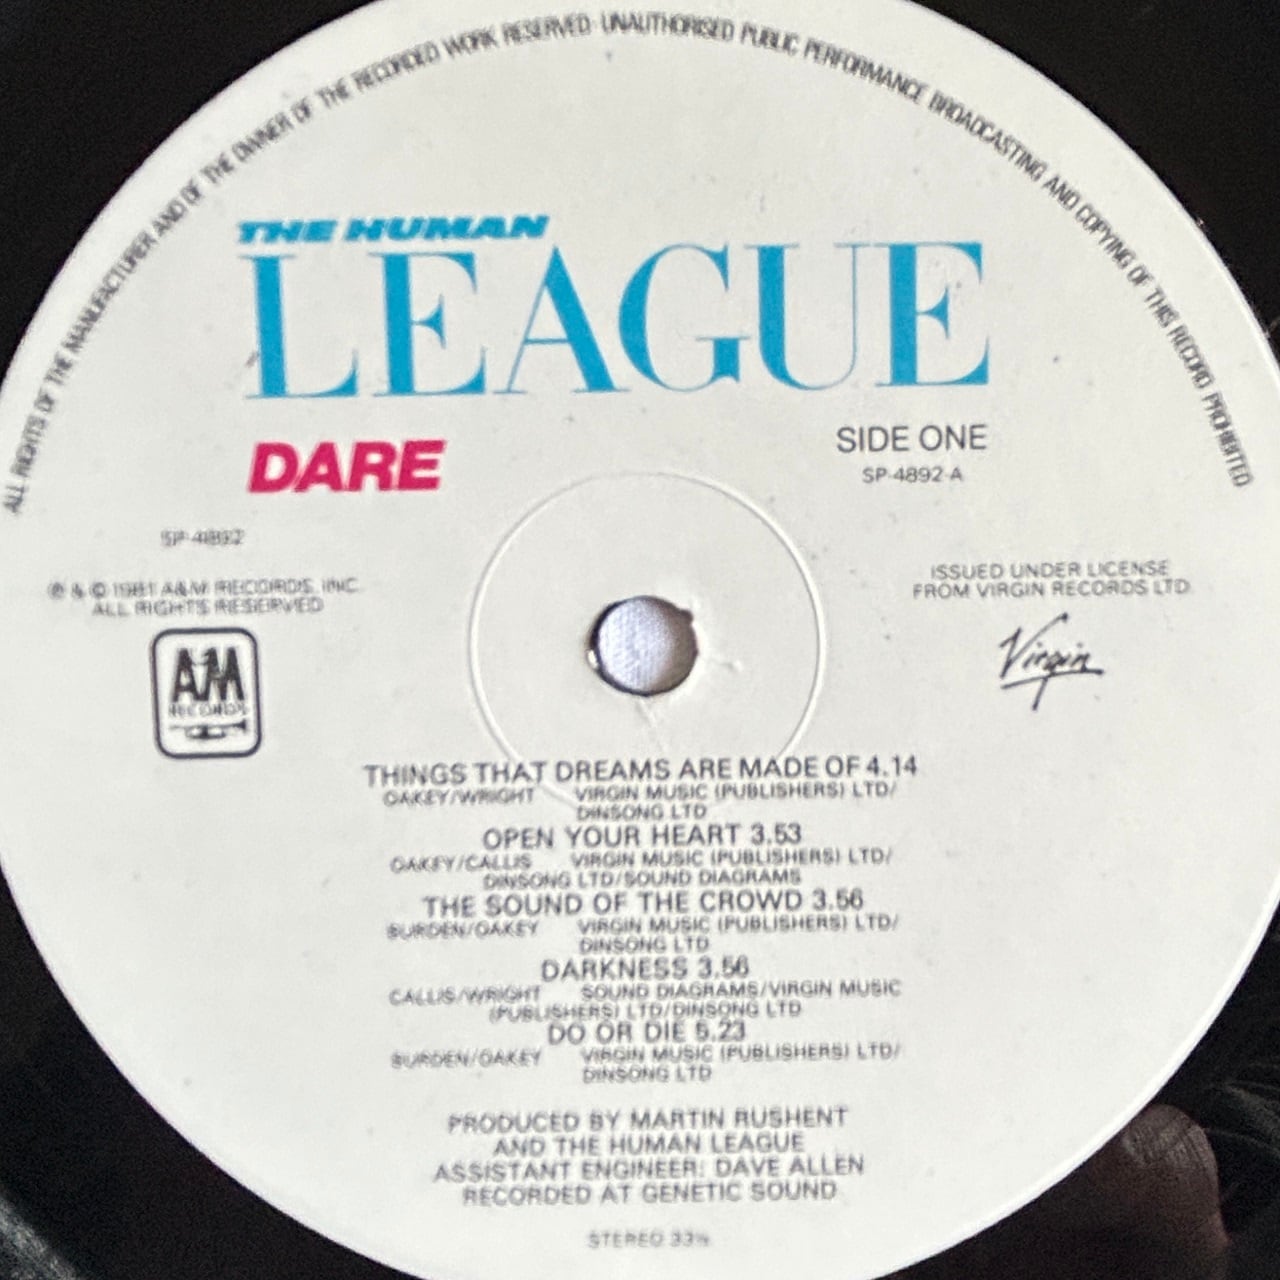 ALL RIGHTS OF THE MANUFACTURER AND OF THE OWNER OF THE RECORDED WORK RESERVED UNAUTHORISED PUBLIC PERFORMANCE BROADCASTING AND COPYING OF THIS RECORD PROHIBITED
THE HUMAN
LEAGUE
DARE
SIDE ONE
SP-4892-A
SP-4892
℗ & © 1981 A&M RECORDS, INC.
ALL RIGHTS RESERVED
ISSUED UNDER LICENSE
FROM VIRGIN RECORDS LTD.
A&M
RECORDS
Virgin
THINGS THAT DREAMS ARE MADE OF 4.14
OAKEY/WRIGHT VIRGIN MUSIC (PUBLISHERS) LTD/
DINSONG LTD
OPEN YOUR HEART 3.53
OAKEY/CALLIS VIRGIN MUSIC (PUBLISHERS) LTD/
DINSONG LTD/SOUND DIAGRAMS
THE SOUND OF THE CROWD 3.56
BURDEN/OAKEY VIRGIN MUSIC (PUBLISHERS) LTD/
DINSONG LTD
DARKNESS 3.56
CALLIS/WRIGHT SOUND DIAGRAMS/VIRGIN MUSIC
(PUBLISHERS) LTD/DINSONG LTD
DO OR DIE 5.23
BURDEN/OAKEY VIRGIN MUSIC (PUBLISHERS) LTD/
DINSONG LTD
PRODUCED BY MARTIN RUSHENT
AND THE HUMAN LEAGUE
ASSISTANT ENGINEER: DAVE ALLEN
RECORDED AT GENETIC SOUND
STEREO 33⅓